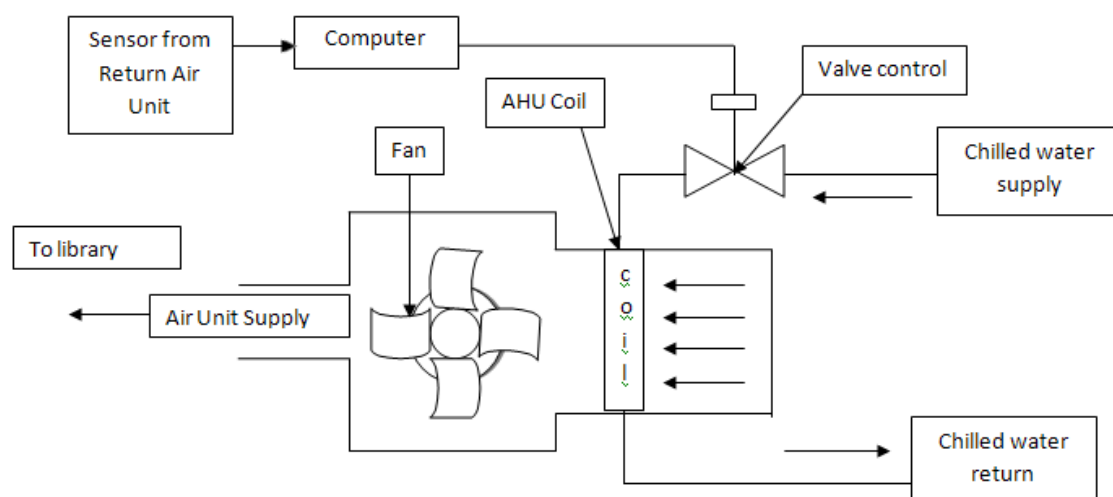 Sensor from
Return Air
Unit
Computer
Valve control
AHU Coil
Fan
Chilled water
supply
To library
Air Unit Supply
c
o
i
l
Chilled water
return